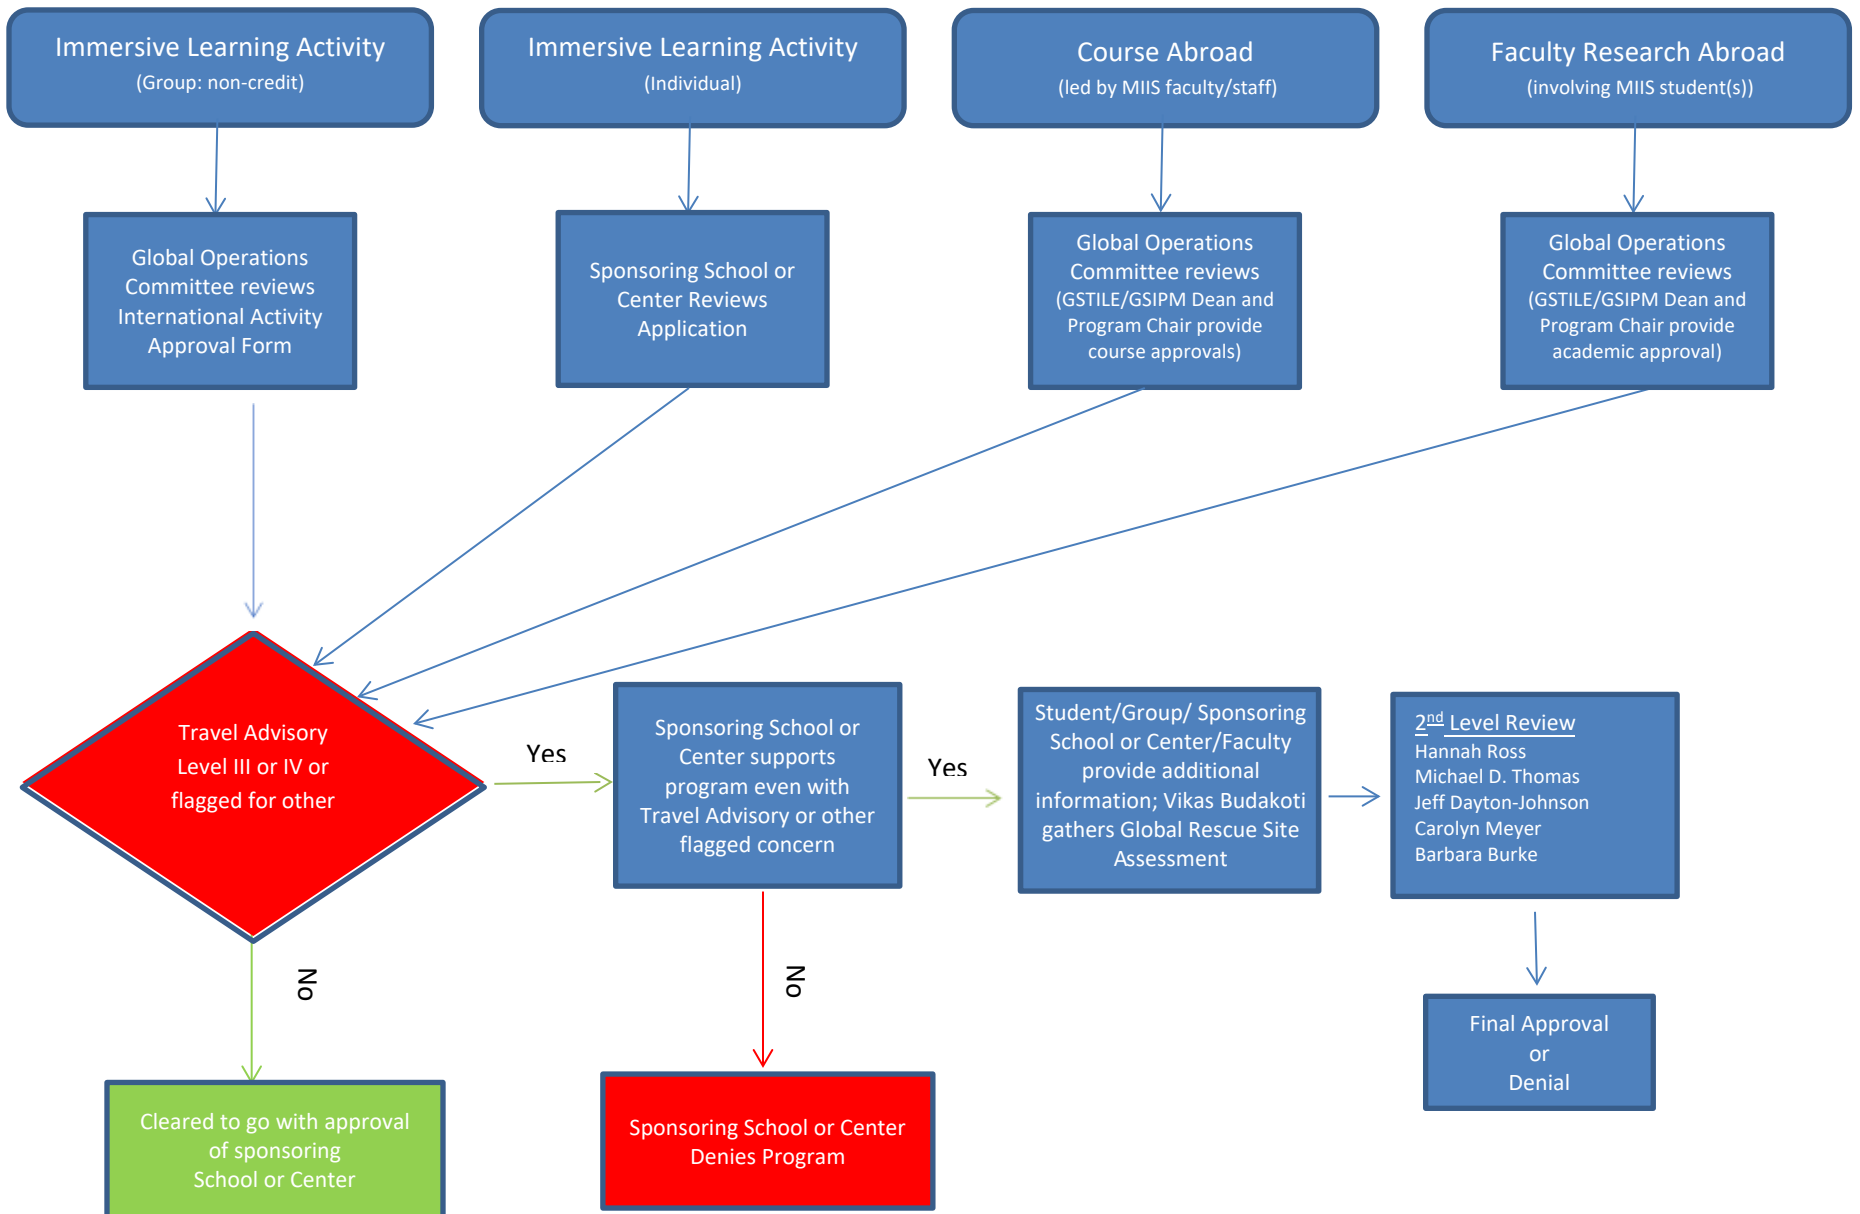 Immersive Learning Activity
(Group: non-credit)
Immersive Learning Activity
(Individual)
Course Abroad
(led by MIIS faculty/staff)
Faculty Research Abroad
(involving MIIS student(s))
Global Operations
Committee reviews
International Activity
Approval Form
Sponsoring School or
Center Reviews
Application
Global Operations
Committee reviews
(GSTILE/GSIPM Dean and
Program Chair provide
course approvals)
Global Operations
Committee reviews
(GSTILE/GSIPM Dean and
Program Chair provide
academic approval)
Travel Advisory
Level III or IV or
flagged for other
Yes
Sponsoring School or
Center supports
program even with
Travel Advisory or other
flagged concern
Yes
Student/Group/ Sponsoring
School or Center/Faculty
provide additional
information; Vikas Budakoti
gathers Global Rescue Site
Assessment
2nd Level Review
Hannah Ross
Michael D. Thomas
Jeff Dayton-Johnson
Carolyn Meyer
Barbara Burke
No
No
Final Approval
or
Denial
Cleared to go with approval
of sponsoring
School or Center
Sponsoring School or Center
Denies Program